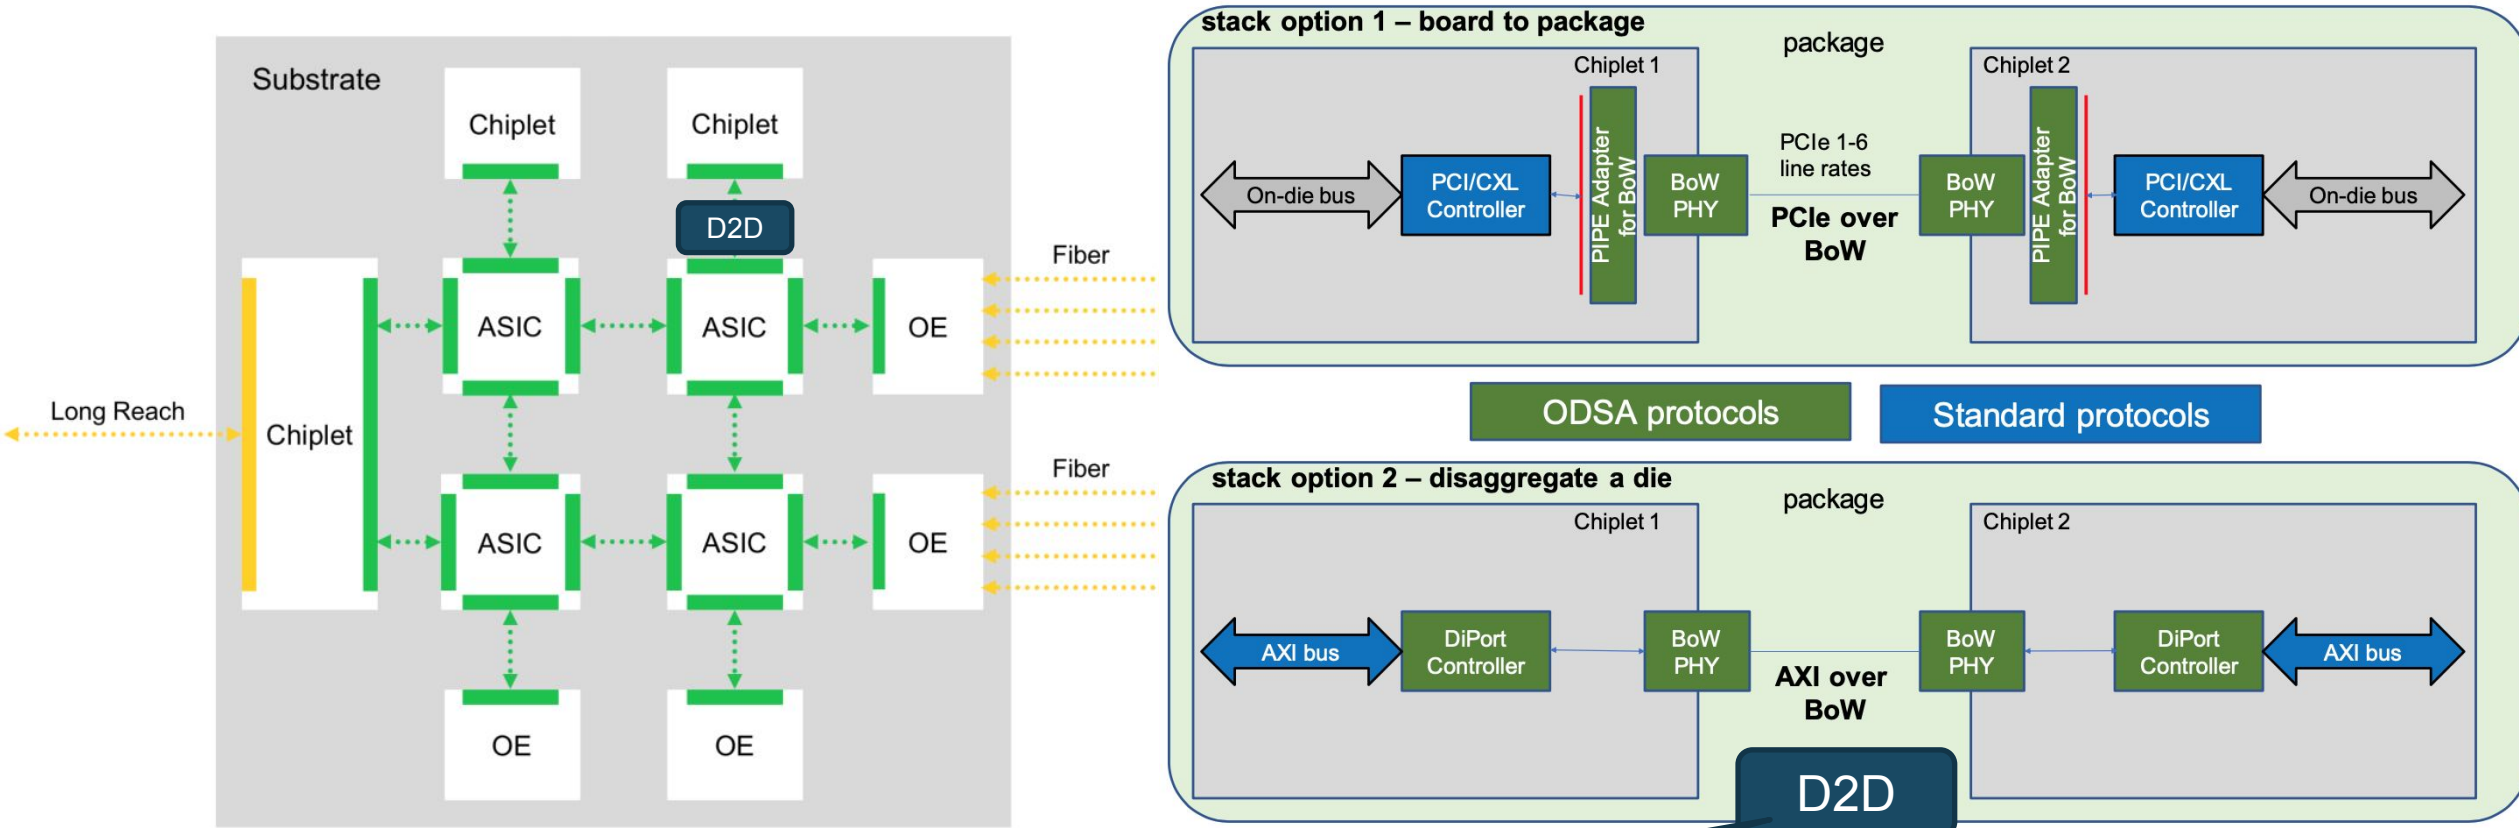 Substrate
Chiplet
Chiplet
D2D
Long Reach
Chiplet
ASIC
ASIC
OE
Fiber
ASIC
ASIC
OE
Fiber
OE
OE
stack option 1 – board to package
package
Chiplet 1
Chiplet 2
On-die bus
PCI/CXL
Controller
PIPE Adapter
for BoW
BoW
PHY
PCIe 1-6
line rates
PCIe over
BoW
BoW
PHY
PIPE Adapter
for BoW
PCI/CXL
Controller
On-die bus
ODSA protocols
Standard protocols
stack option 2 – disaggregate a die
package
Chiplet 1
Chiplet 2
AXI bus
DiPort
Controller
BoW
PHY
AXI over
BoW
BoW
PHY
DiPort
Controller
AXI bus
D2D